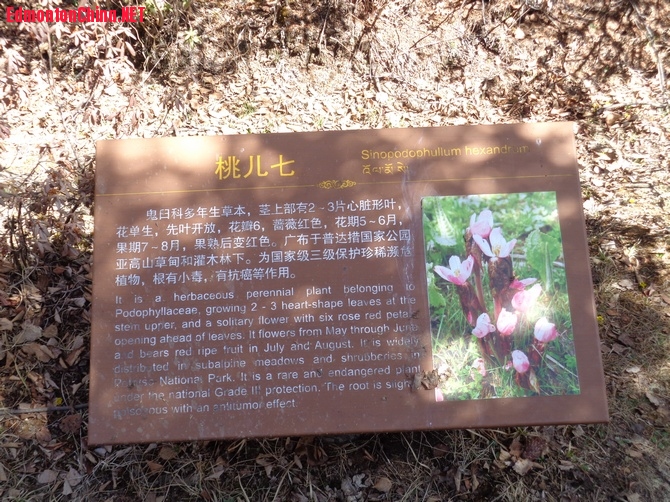 EdmontonChina.NET
桃儿七
Sinopodophyllum hexandrum
鬼臼科多年生草本，茎上部有2～3片心脏形叶，
花单生，先叶开放，花瓣6，蔷薇红色，花期5～6月，
果期7～8月，果熟后变红色。广布于普达措国家公园
亚高山草甸和灌木林下。为国家级三级保护珍稀濒危
植物，根有小毒，有抗癌等作用。
It is a herbaceous perennial plant belonging to
Podophyllaceae, growing 2 - 3 heart-shape leaves at the
stem upper, and a solitary flower with six rose red petals
opening ahead of leaves. It flowers from May through June
and bears red ripe fruit in July and August. It is widely
distributed in subalpine meadows and shrubberies in
National Park. It is a rare and endangered plant
under the national Grade III protection. The root is slight
poisonous with an antitumor effect.